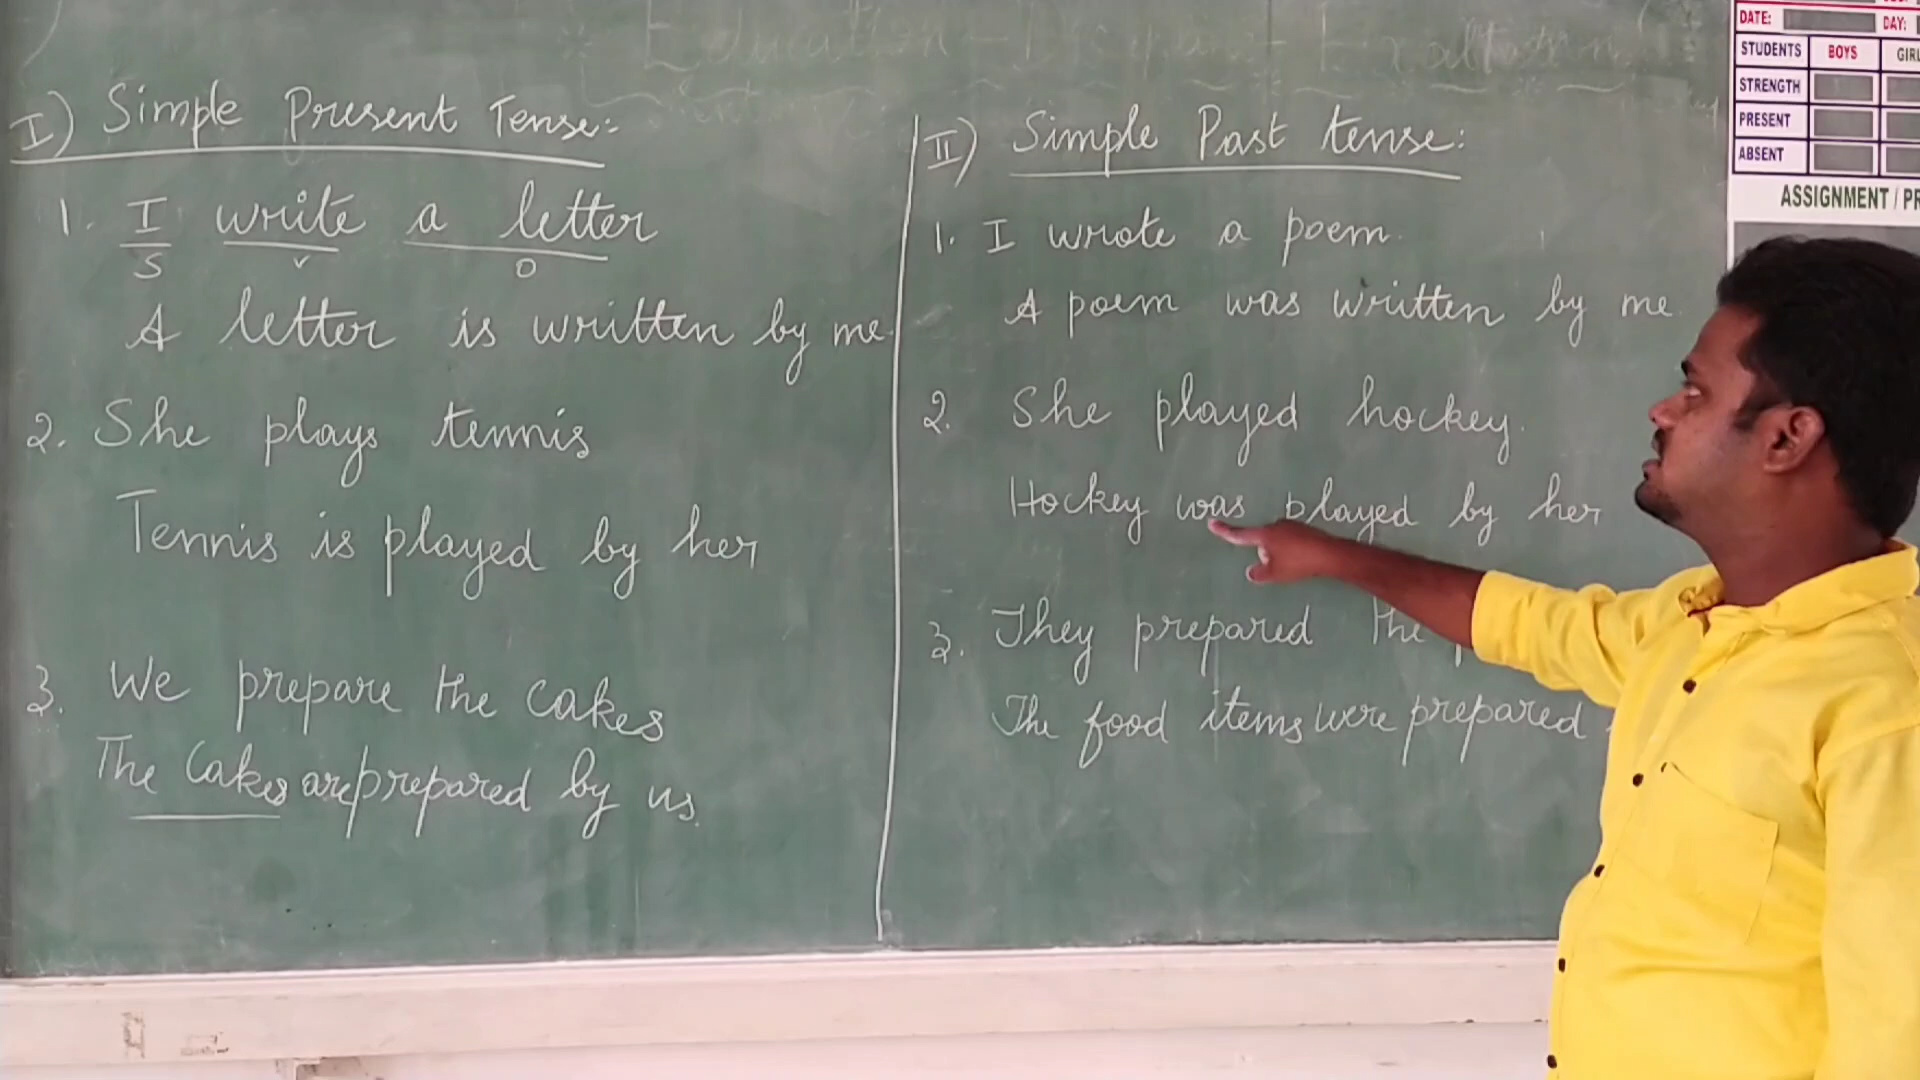 Education
I) Simple Present Tense:
1. I write a letter
S V O
A letter is written by me.
2. She plays tennis
Tennis is played by her
3. We prepare the cakes
The Cakes are prepared by us.
II) Simple Past tense:
1. I wrote a poem.
A poem was written by me.
2. She played hockey.
Hockey was played by her
3. They prepared the
The food items were prepared
DATE: DAY:
STUDENTS BOYS
STRENGTH
PRESENT
ABSENT
ASSIGNMENT /